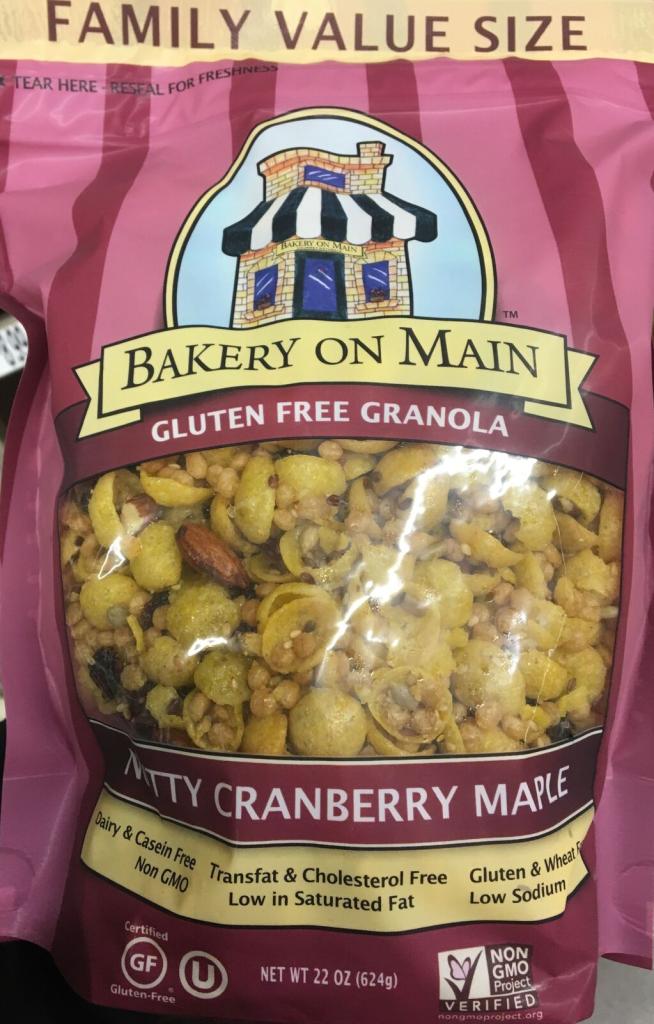 FAMILY VALUE SIZE
TEAR HERE - RESEAL FOR FRESHNESS
BAKERY ON MAIN
TM
BAKERY ON MAIN
GLUTEN FREE GRANOLA
NUTTY CRANBERRY MAPLE
Dairy & Casein Free
Non GMO
Transfat & Cholesterol Free
Low in Saturated Fat
Gluten & Wheat
Low Sodium
Certified
GF
Gluten-Free
U
NET WT 22 OZ (624g)
NON
GMO
Project
VERIFIED
nongmoproject.org